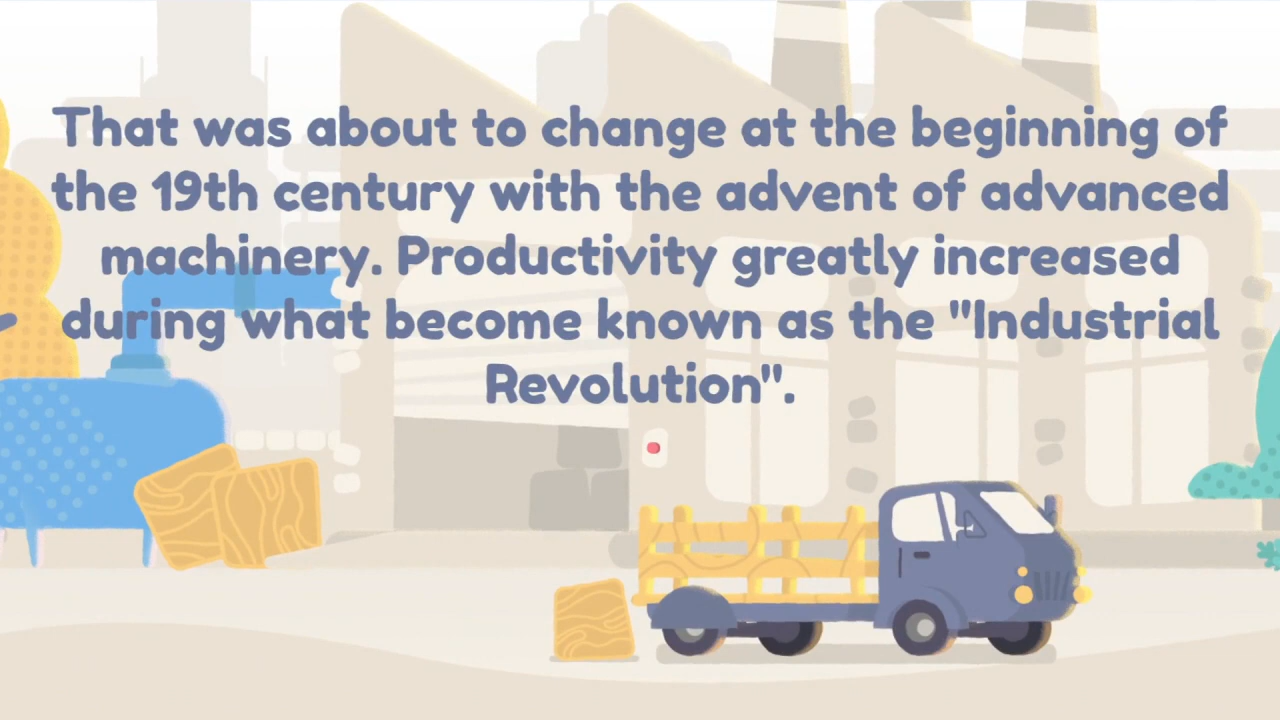 That was about to change at the beginning of
the 19th century with the advent of advanced
machinery. Productivity greatly increased
during what become known as the "Industrial
Revolution".